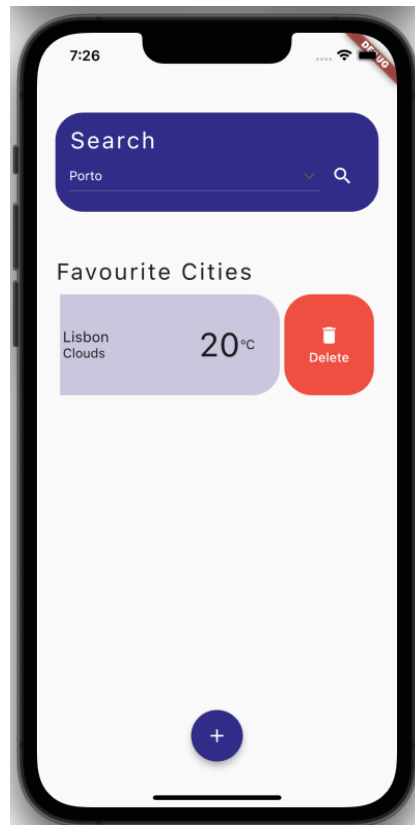 7:26
DEBUG
Search
Porto
Favourite Cities
Lisbon
Clouds
20°C
Delete
+